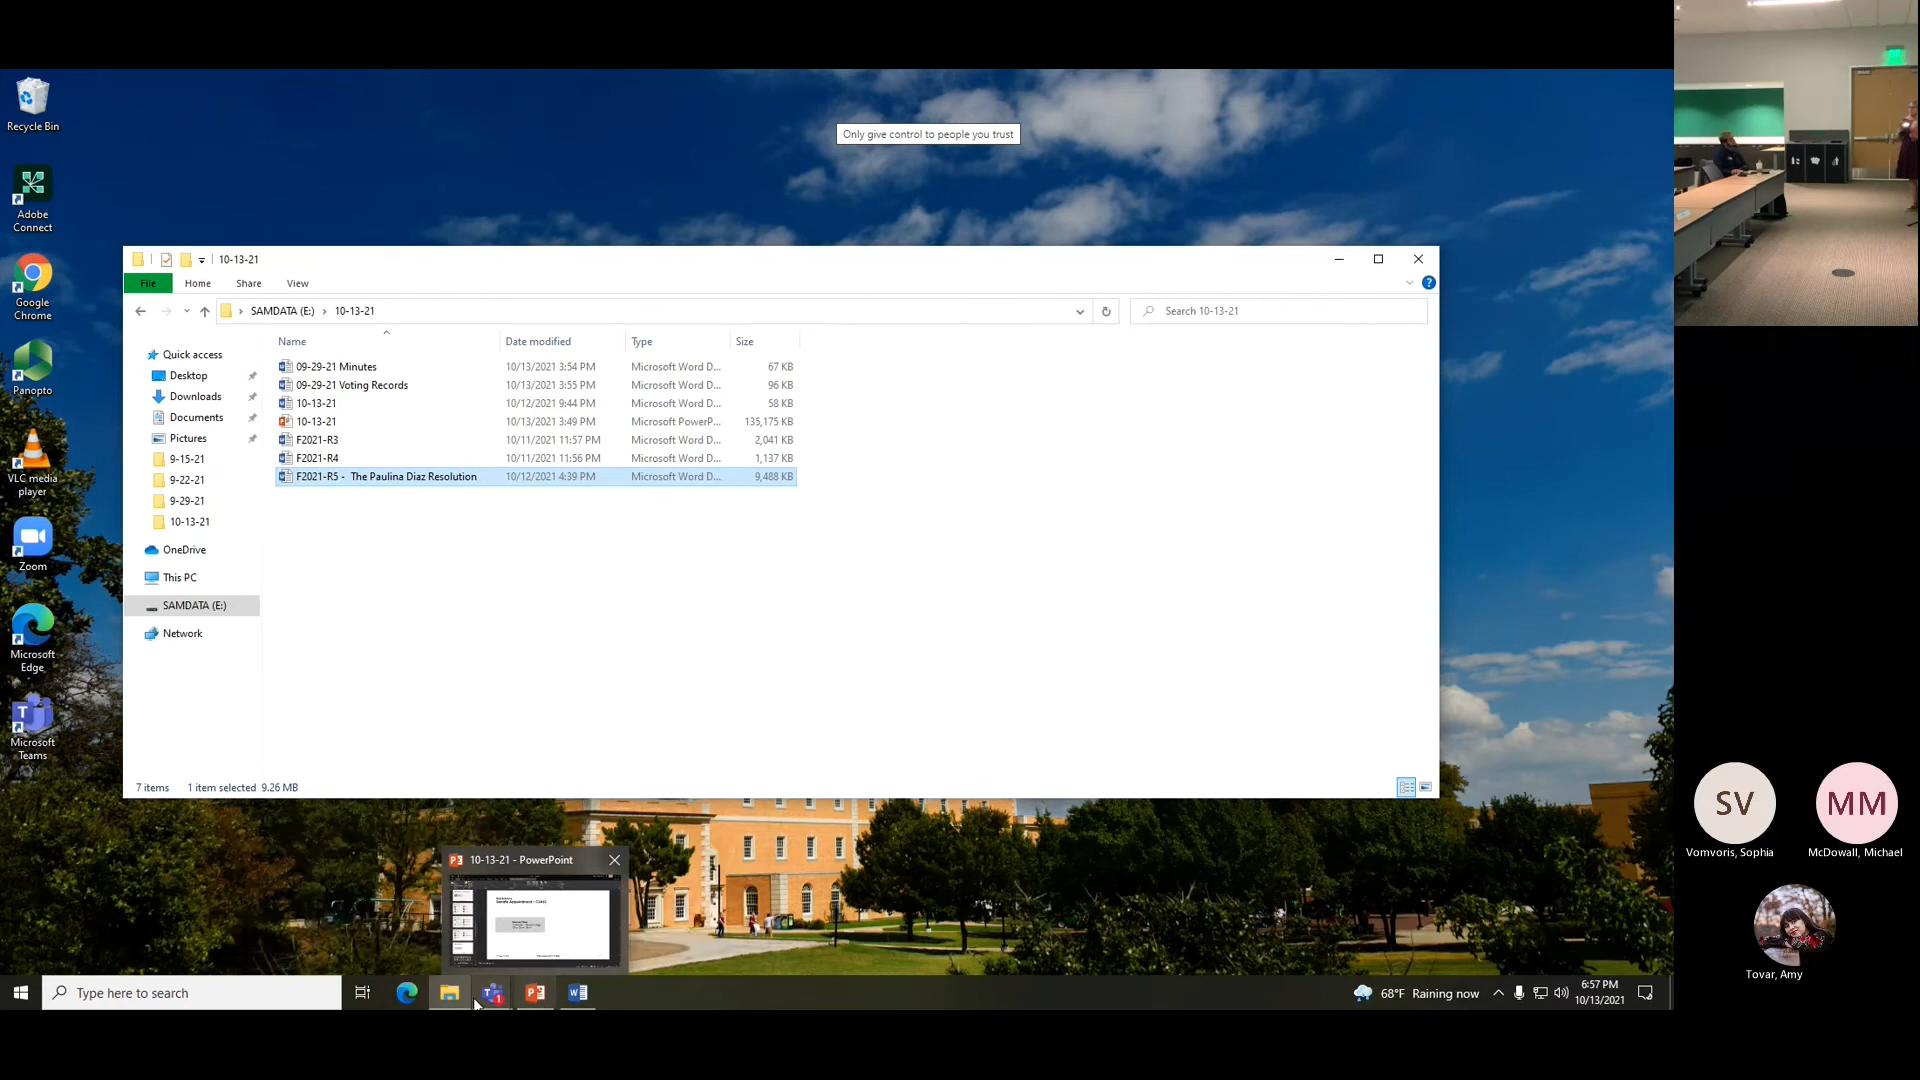 Recycle Bin
Adobe
Connect
Google
Chrome
Panopto
VLC media
player
Zoom
Microsoft
Edge
Microsoft
Teams
Only give control to people you trust
10-13-21
File Home Share View
SAMDATA (E:) > 10-13-21
Search 10-13-21
Name Date modified Type Size
09-29-21 Minutes 10/13/2021 3:54 PM Microsoft Word D... 67 KB
09-29-21 Voting Records 10/13/2021 3:55 PM Microsoft Word D... 96 KB
10-13-21 10/12/2021 9:44 PM Microsoft Word D... 58 KB
10-13-21 10/13/2021 3:49 PM Microsoft PowerP... 135,175 KB
F2021-R3 10/11/2021 11:57 PM Microsoft Word D... 2,041 KB
F2021-R4 10/11/2021 11:56 PM Microsoft Word D... 1,137 KB
F2021-R5 - The Paulina Diaz Resolution 10/12/2021 4:39 PM Microsoft Word D... 9,488 KB
Quick access
Desktop
Downloads
Documents
Pictures
9-15-21
9-22-21
9-29-21
10-13-21
OneDrive
This PC
SAMDATA (E:)
Network
7 items 1 item selected 9.26 MB
10-13-21 - PowerPoint
Type here to search
68°F Raining now
6:57 PM
10/13/2021
SV
Vomvoris, Sophia
MM
McDowall, Michael
Tovar, Amy